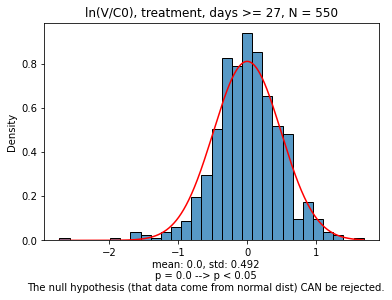 ln(V/C0), treatment, days >= 27, N = 550
Density
0.8
0.6
0.4
0.2
0.0
−2
−1
0
1
mean: 0.0, std: 0.492
p = 0.0 --> p < 0.05
The null hypothesis (that data come from normal dist) CAN be rejected.